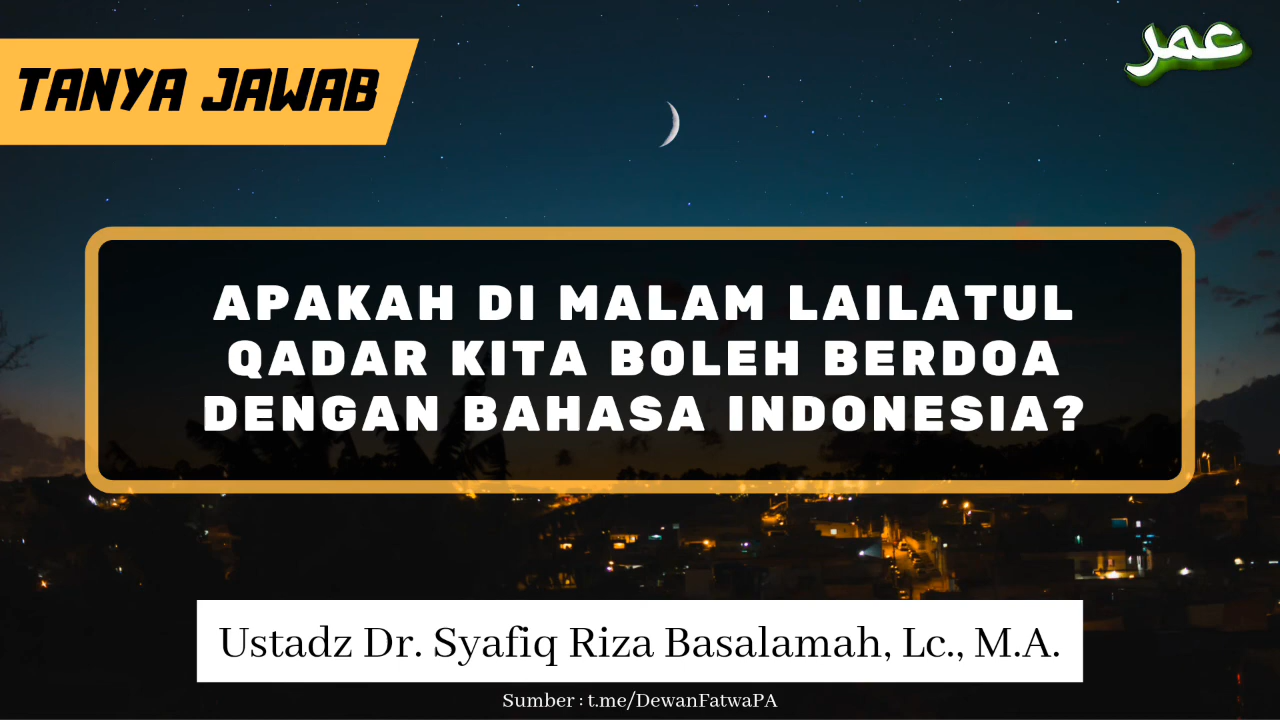 TANYA JAWAB
عمر
APAKAH DI MALAM LAILATUL
QADAR KITA BOLEH BERDOA
DENGAN BAHASA INDONESIA?
Ustadz Dr. Syafiq Riza Basalamah, Lc., M.A.
Sumber : t.me/DewanFatwaPA